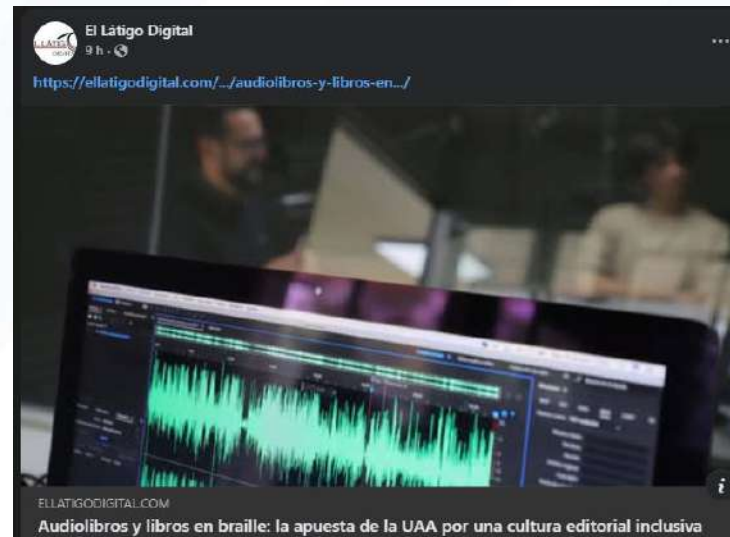 El Látigo Digital
9 h
https://ellatigodigital.com/.../audiolibros-y-libros-en.../
ELLATIGODIGITAL.COM
Audiolibros y libros en braille: la apuesta de la UAA por una cultura editorial inclusiva